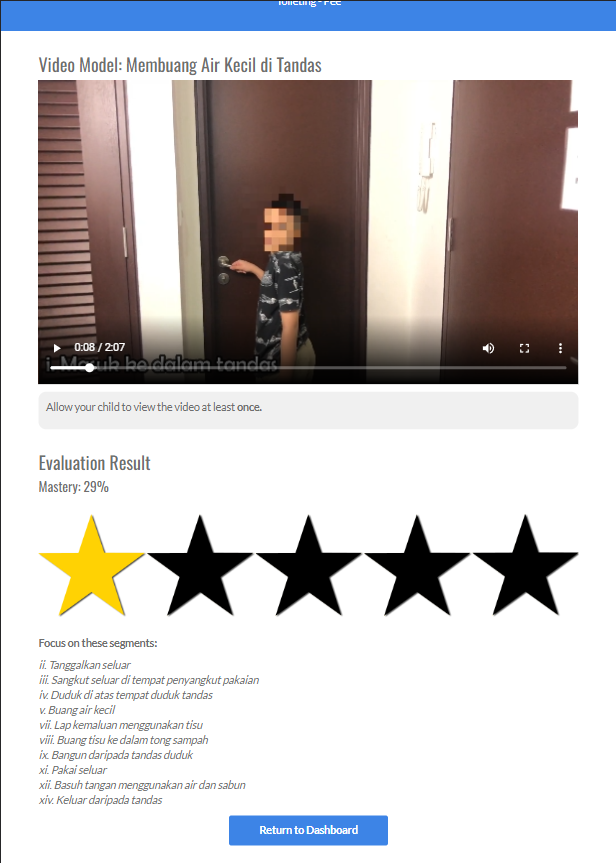 Toileting - Pee
Video Model: Membuang Air Kecil di Tandas
0:08 / 2:07
i. Masuk ke dalam tandas
Allow your child to view the video at least once.
Evaluation Result
Mastery: 29%
Focus on these segments:
ii. Tanggalkan seluar
iii. Sangkut seluar di tempat penyangkut pakaian
iv. Duduk di atas tempat duduk tandas
v. Buang air kecil
vii. Lap kemaluan menggunakan tisu
viii. Buang tisu ke dalam tong sampah
ix. Bangun daripada tandas duduk
xi. Pakai seluar
xii. Basuh tangan menggunakan air dan sabun
xiv. Keluar daripada tandas
Return to Dashboard